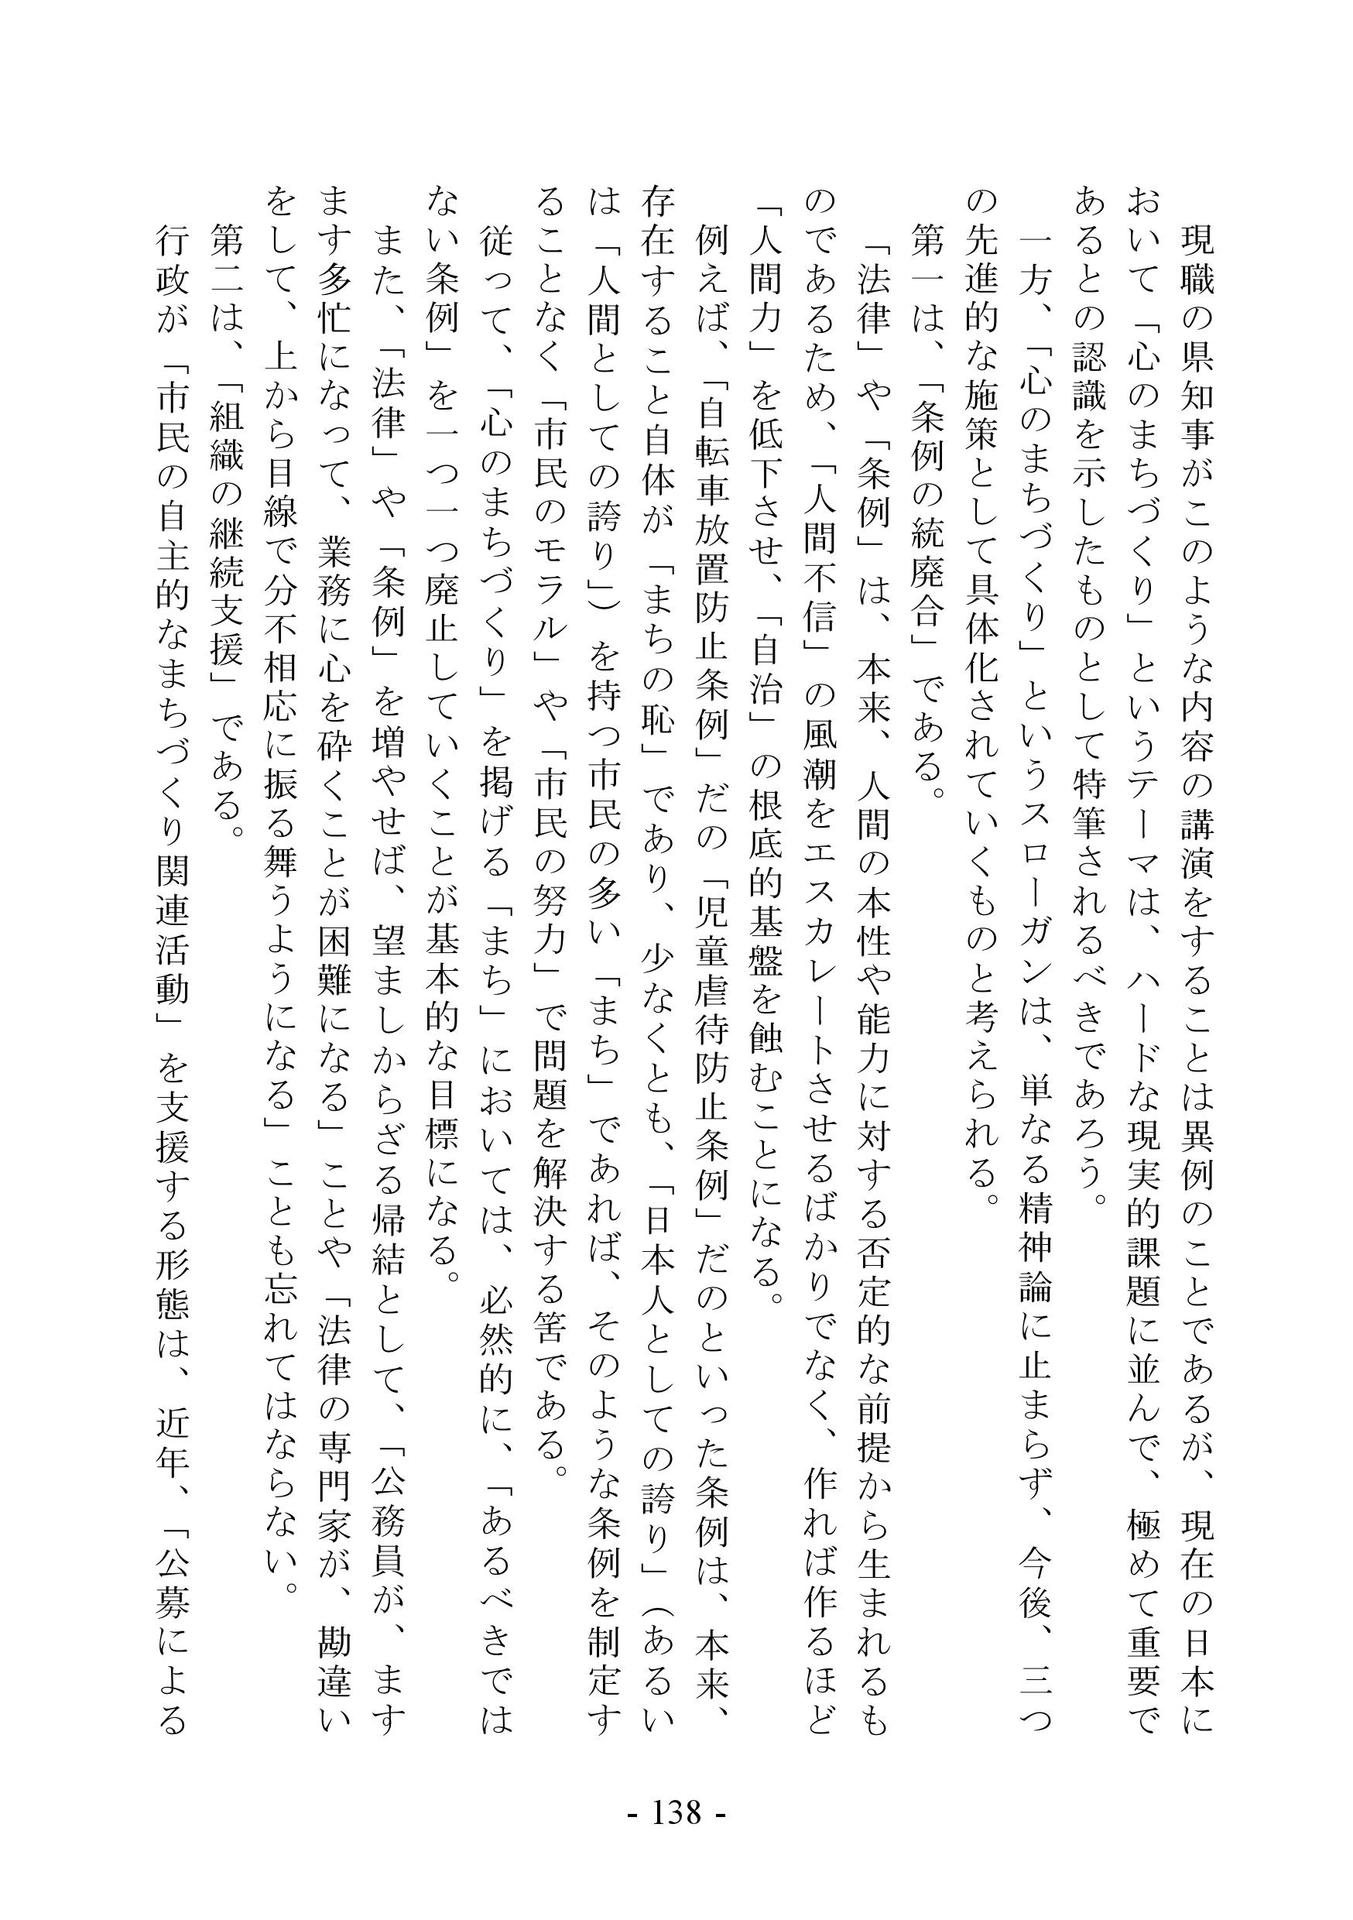 現職の県知事がこのような内容の講演をすることは異例のことであるが、現在の日本に
おいて「心のまちづくり」というテーマは、ハードな現実的課題に並んで、極めて重要で
あるとの認識を示したものとして特筆されるべきであろう。
一方、「心のまちづくり」というスローガンは、単なる精神論に止まらず、今後、三つ
の先進的な施策として具体化されていくものと考えられる。
第一は、「条例の統廃合」である。
「法律」や「条例」は、本来、人間の本性や能力に対する否定的な前提から生まれるも
のであるため、「人間不信」の風潮をエスカレートさせるばかりでなく、作れば作るほど
「人間力」を低下させ、「自治」の根底的基盤を蝕むことになる。
例えば、「自転車放置防止条例」だの「児童虐待防止条例」だのといった条例は、本来、
存在すること自体が「まちの恥」であり、少なくとも、「日本人としての誇り」（あるい
は「人間としての誇り」）を持つ市民の多い「まち」であれば、そのような条例を制定す
ることなく「市民のモラル」や「市民の努力」で問題を解決する筈である。
従って、「心のまちづくり」を掲げる「まち」においては、必然的に、「あるべきでは
ない条例」を一つ一つ廃止していくことが基本的な目標になる。
また、「法律」や「条例」を増やせば、望ましからざる帰結として、「公務員が、ます
ます多忙になって、業務に心を砕くことが困難になる」ことや「法律の専門家が、勘違い
をして、上から目線で分不相応に振る舞うようになる」ことも忘れてはならない。
第二は、「組織の継続支援」である。
行政が「市民の自主的なまちづくり関連活動」を支援する形態は、近年、「公募による
- 138 -